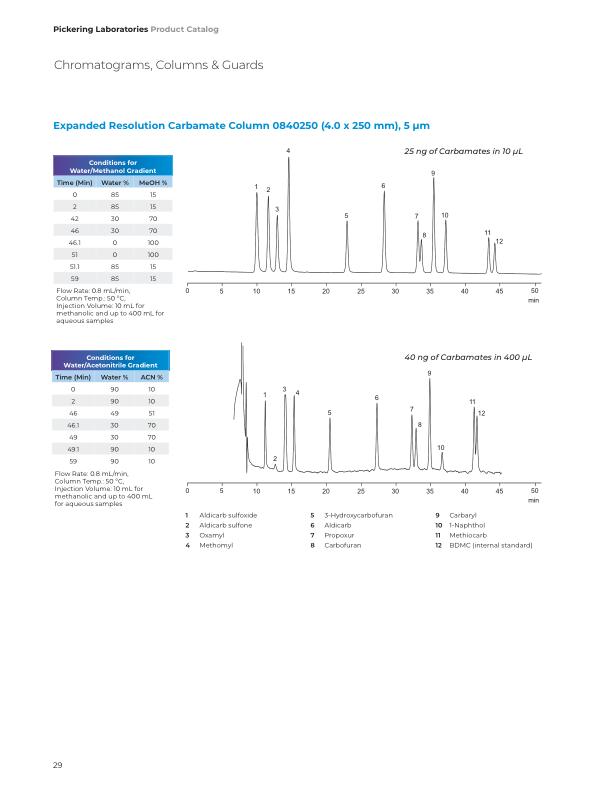 Pickering Laboratories Product Catalog
Chromatograms, Columns & Guards
Expanded Resolution Carbamate Column 0840250 (4.0 x 250 mm), 5 µm
Conditions for
Water/Methanol Gradient
Time (Min) Water % MeOH %
0 85 15
2 85 15
42 30 70
46 30 70
46.1 0 100
51 0 100
51.1 85 15
59 85 15
Flow Rate: 0.8 mL/min,
Column Temp.: 50 °C,
Injection Volume: 10 mL for
methanolic and up to 400 mL for
aqueous samples
25 ng of Carbamates in 10 µL
1 2 3 4 5 6 7 8 9 10 11 12
0 5 10 15 20 25 30 35 40 45 50
min
Conditions for
Water/Acetonitrile Gradient
Time (Min) Water % ACN %
0 90 10
2 90 10
46 49 51
46.1 30 70
49 30 70
49.1 90 10
59 90 10
Flow Rate: 0.8 mL/min,
Column Temp.: 50 °C,
Injection Volume: 10 mL for
methanolic and up to 400 mL
for aqueous samples
40 ng of Carbamates in 400 µL
1 2 3 4 5 6 7 8 9 10 11 12
0 5 10 15 20 25 30 35 40 45 50
min
1 Aldicarb sulfoxide
2 Aldicarb sulfone
3 Oxamyl
4 Methomyl
5 3-Hydroxycarbofuran
6 Aldicarb
7 Propoxur
8 Carbofuran
9 Carbaryl
10 1-Naphthol
11 Methiocarb
12 BDMC (internal standard)
29